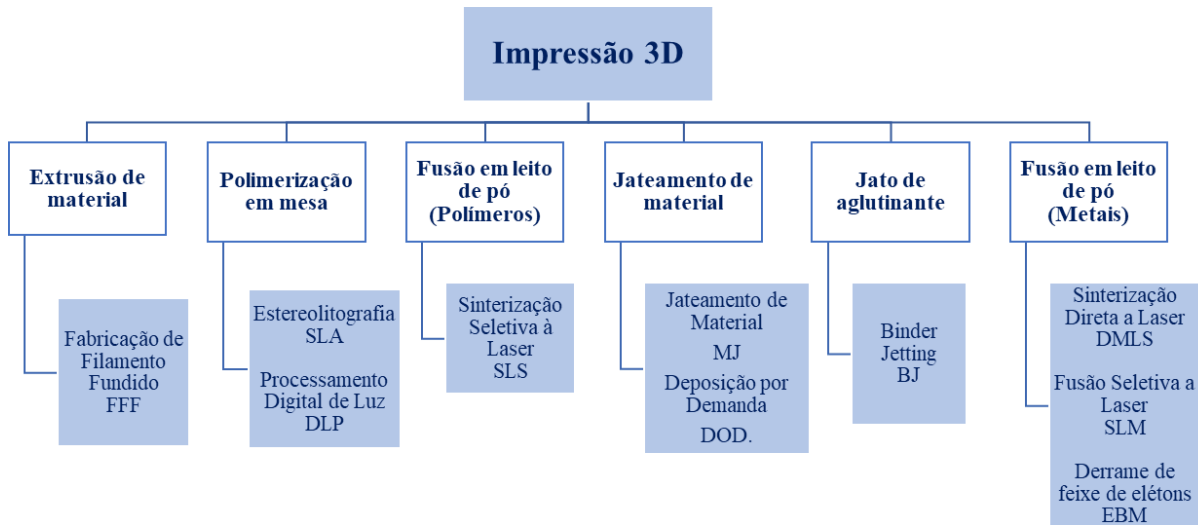 Impressão 3D
Extrusão de
material
Polimerização
em mesa
Fusão em leito
de pó
(Polímeros)
Jateamento de
material
Jato de
aglutinante
Fusão em leito
de pó
(Metais)
Fabricação de
Filamento
Fundido
FFF
Estereolitografia
SLA
Processamento
Digital de Luz
DLP
Sinterização
Seletiva à
Laser
SLS
Jateamento de
Material
MJ
Deposição por
Demanda
DOD.
Binder
Jetting
BJ
Sinterização
Direta a Laser
DMLS
Fusão Seletiva a
Laser
SLM
Derrame de
feixe de elétons
EBM